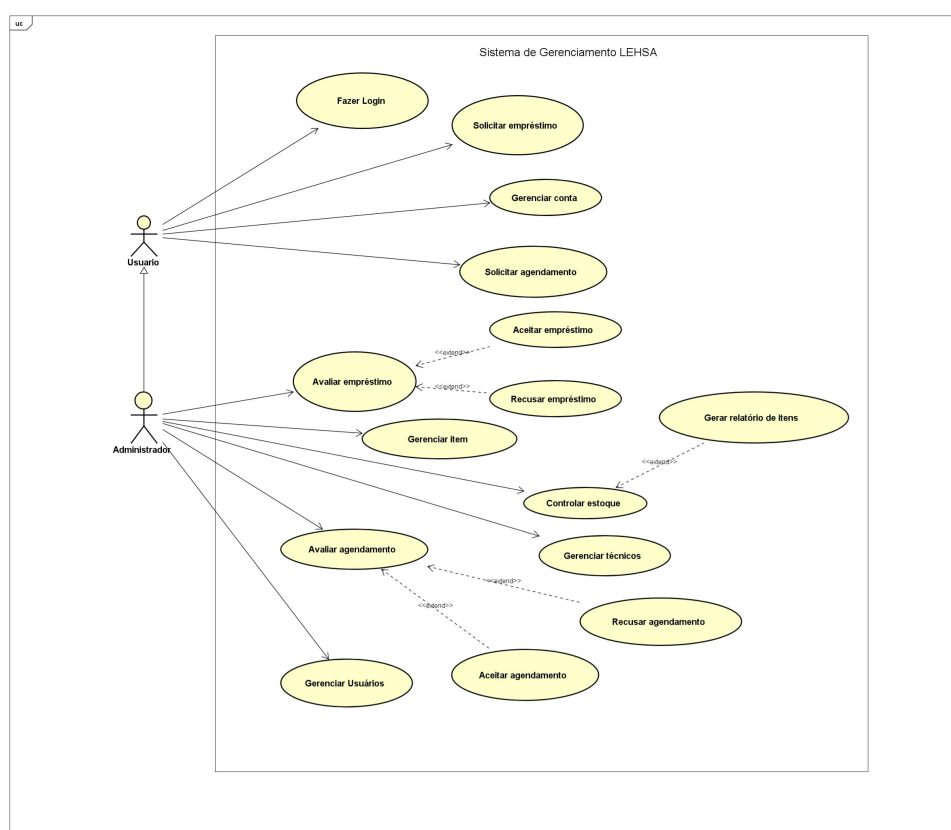 uc
Sistema de Gerenciamento LEHSA
Fazer Login
Solicitar empréstimo
Gerenciar conta
Usuario
Solicitar agendamento
Aceitar empréstimo
<<extend>>
Avaliar empréstimo
<<extend>>
Recusar empréstimo
Gerar relatório de itens
Gerenciar item
Administrador
<<extend>>
Controlar estoque
Avaliar agendamento
Gerenciar técnicos
<<extend>>
<<extend>>
Recusar agendamento
Gerenciar Usuários
Aceitar agendamento